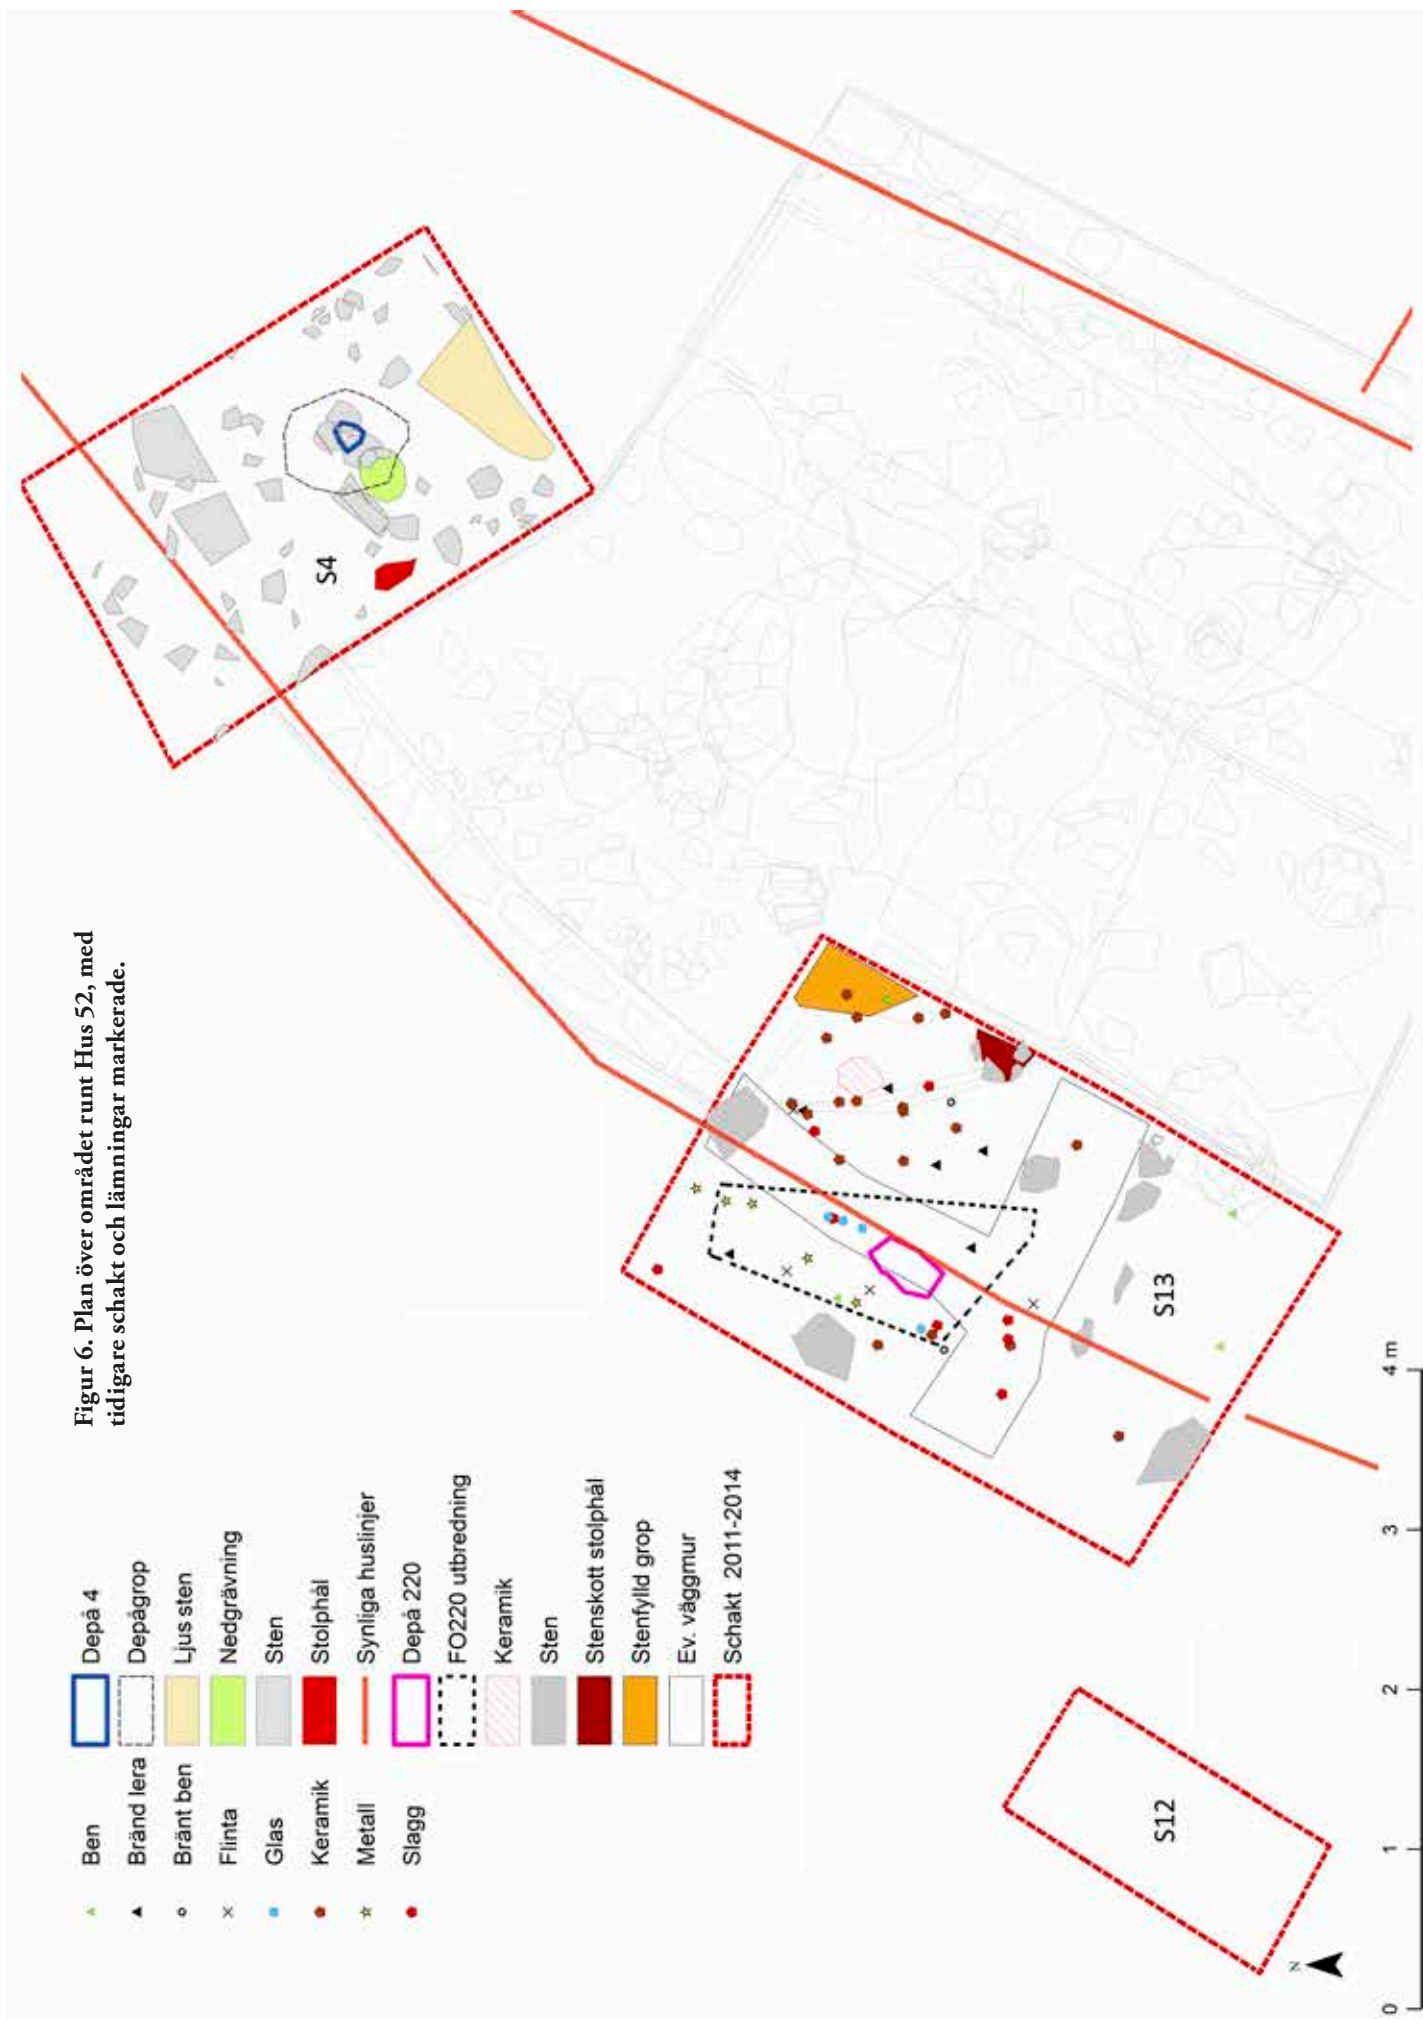 Figur 6. Plan över området runt Hus 52, med
tidigare schakt och lämningar markerade.
Ben
Bränd lera
Bränt ben
Flinta
Glas
Keramik
Metall
Slagg
Depå 4
Depågrop
Ljus sten
Nedgrävning
Sten
Stolphål
Synliga huslinjer
Depå 220
FO220 utbredning
Keramik
Sten
Stenskott stolphål
Stenfylld grop
Ev. väggmur
Schakt 2011-2014
S4
S13
S12
N
0 1 2 3 4 m